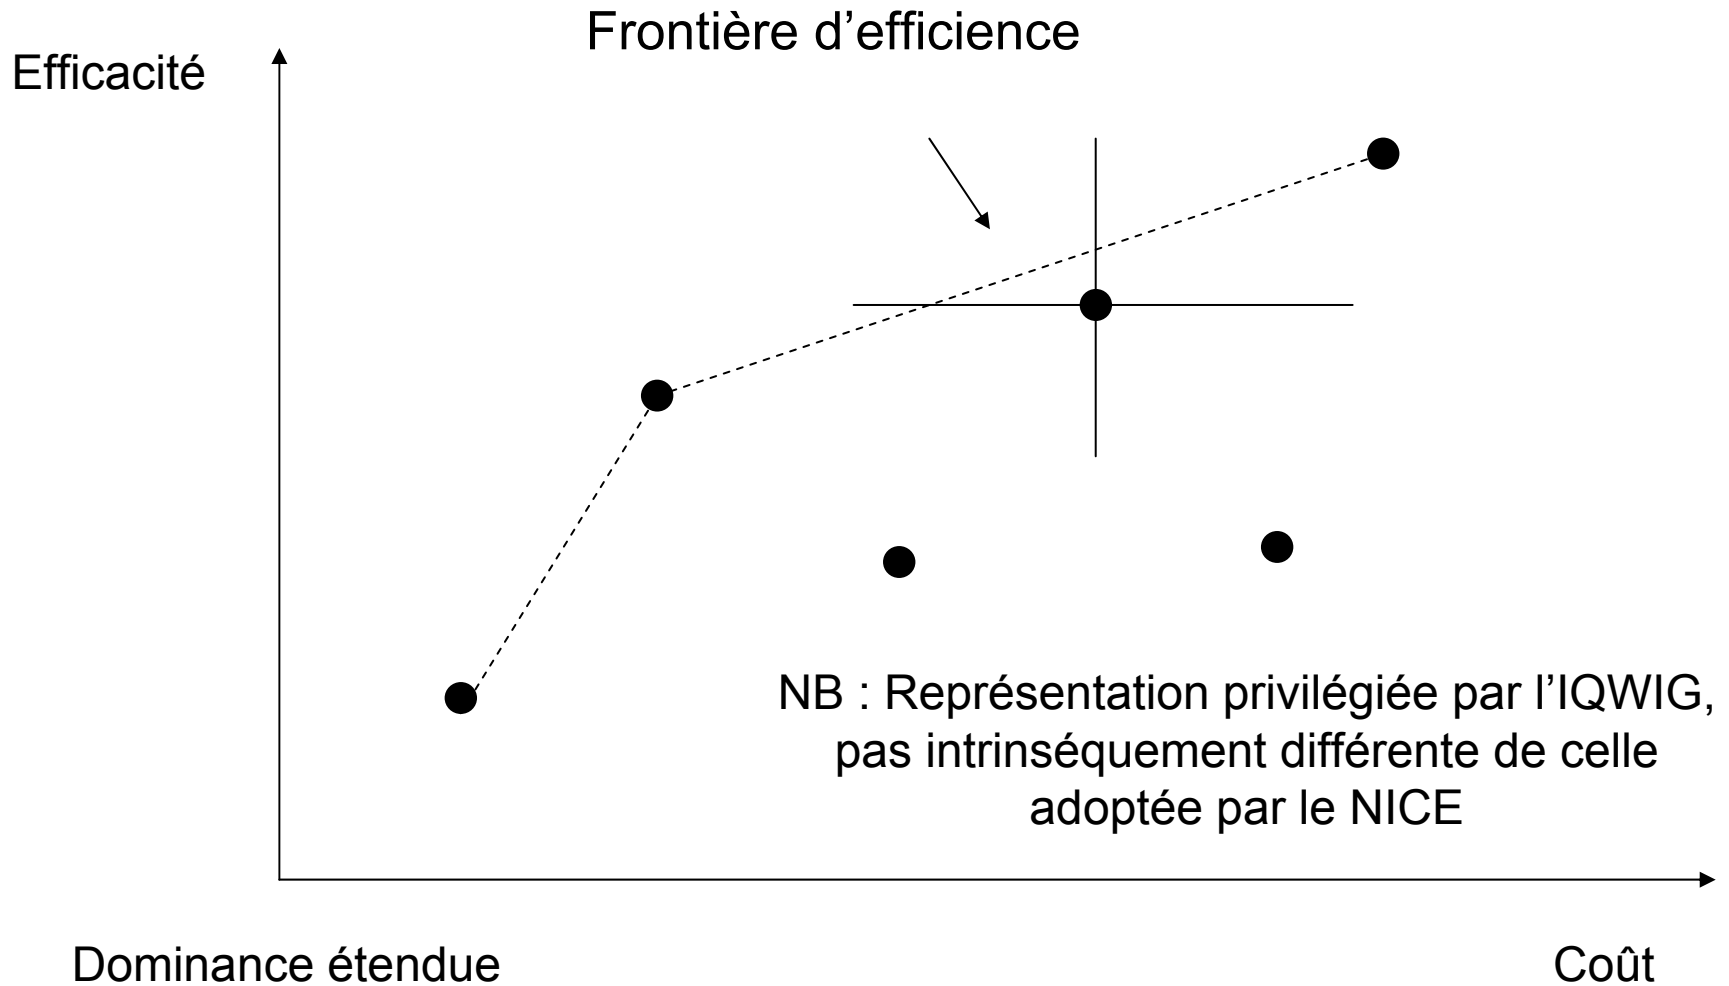 Frontière d’efficience
Efficacité
NB : Représentation privilégiée par l’IQWIG,
pas intrinséquement différente de celle
adoptée par le NICE
Dominance étendue
Coût